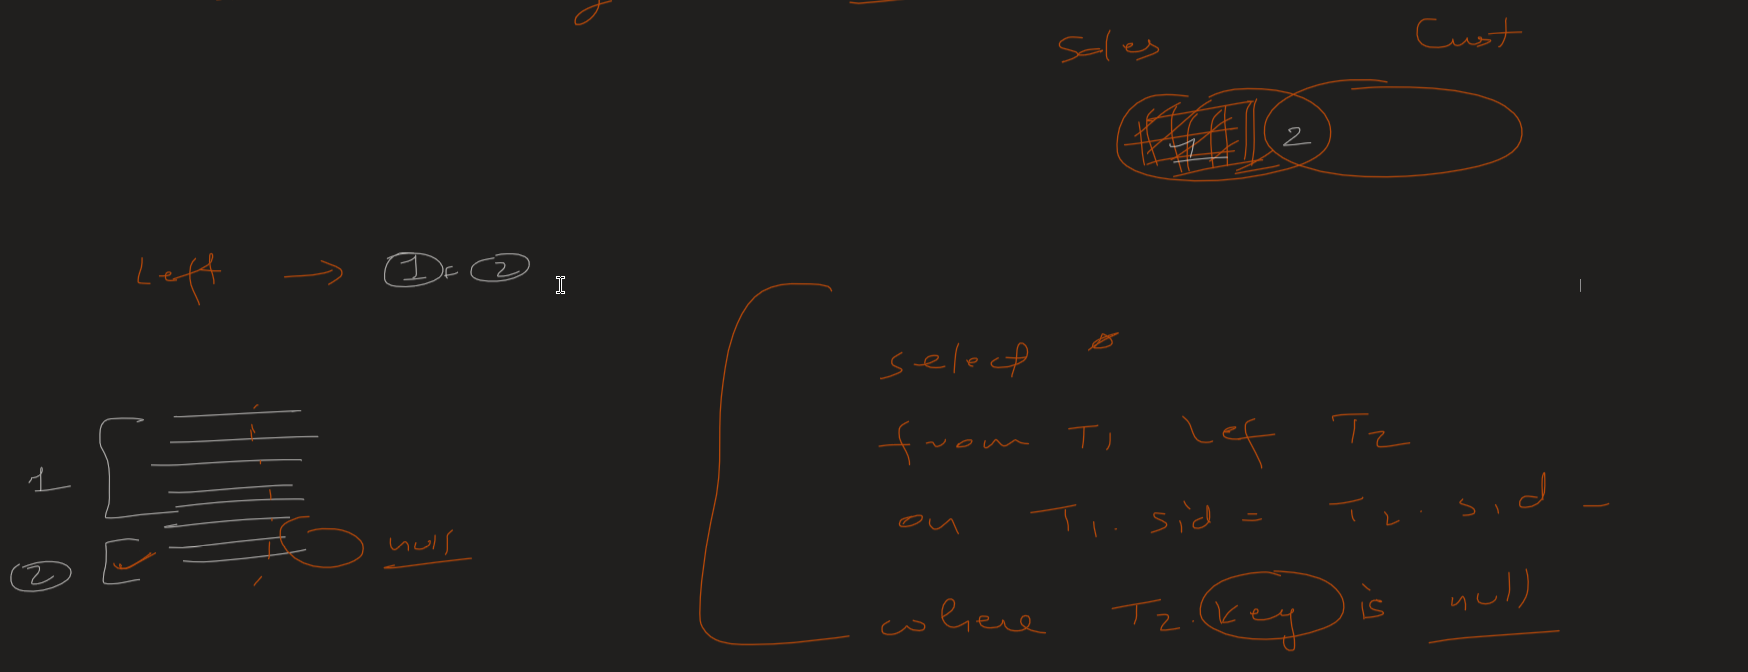 Sales Cust
1 2
Left → 1 + 2
select *
from T1 Lef T2
on T1. sid = T2. sid -
1
2 null
where T2. key is null